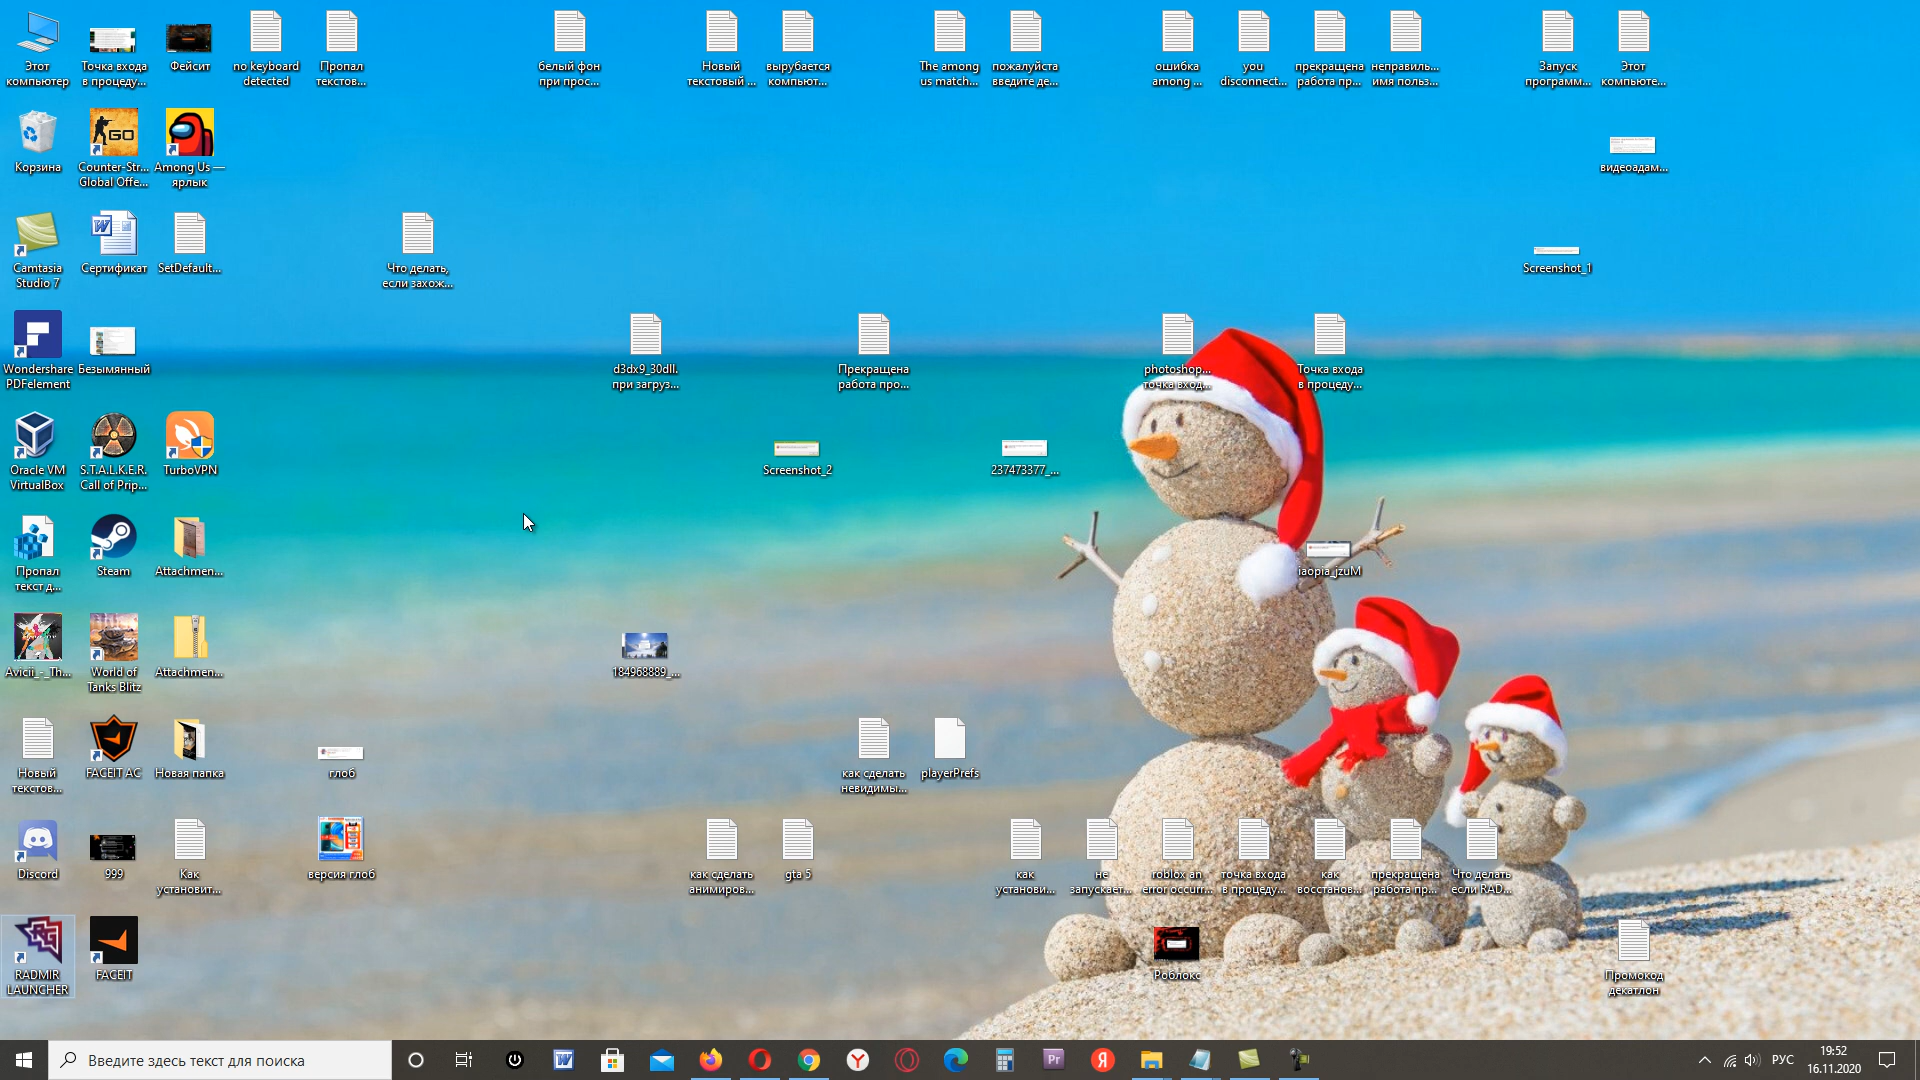 Этот
компьютер
Точка входа
в процеду...
Фейсит
no keyboard
detected
Пропал
текстов...
белый фон
при прос...
Новый
текстовый ...
вырубается
компьют...
The among
us match...
пожалуйста
введите де...
ошибка
among ...
you
disconnect...
прекращена
работа пр...
неправиль...
имя польз...
Запуск
программ...
Этот
компьюте...
Корзина
Counter-Str...
Global Offe...
Among Us —
ярлык
видеоадам...
Camtasia
Studio 7
Сертификат
SetDefault...
Что делать,
если захож...
Screenshot_1
Wondershare
PDFelement
Безымянный
d3dx9_30dll.
при загруз...
Прекращена
работа про...
photoshop...
точка вход...
Точка входа
в процеду...
Oracle VM
VirtualBox
S.T.A.L.K.E.R.
Call of Prip...
TurboVPN
Screenshot_2
237473377_...
Пропал
текст д...
Steam
Attachmen...
iaopia_jzuM
Avicii_-_Th...
World of
Tanks Blitz
Attachmen...
184968889_...
Новый
текстов...
FACEIT AC
Новая папка
глоб
как сделать
невидимы...
playerPrefs
Discord
999
Как
установит...
версия глоб
как сделать
анимиров...
gta 5
как
установи...
не
запускает...
roblox an
error occurr...
точка входа
в процеду...
как
восстанов...
прекращена
работа пр...
Что делать
если RAD...
RADMIR
LAUNCHER
FACEIT
Роблокс
Промокод
декатлон
Введите здесь текст для поиска
РУС
19:52
16.11.2020